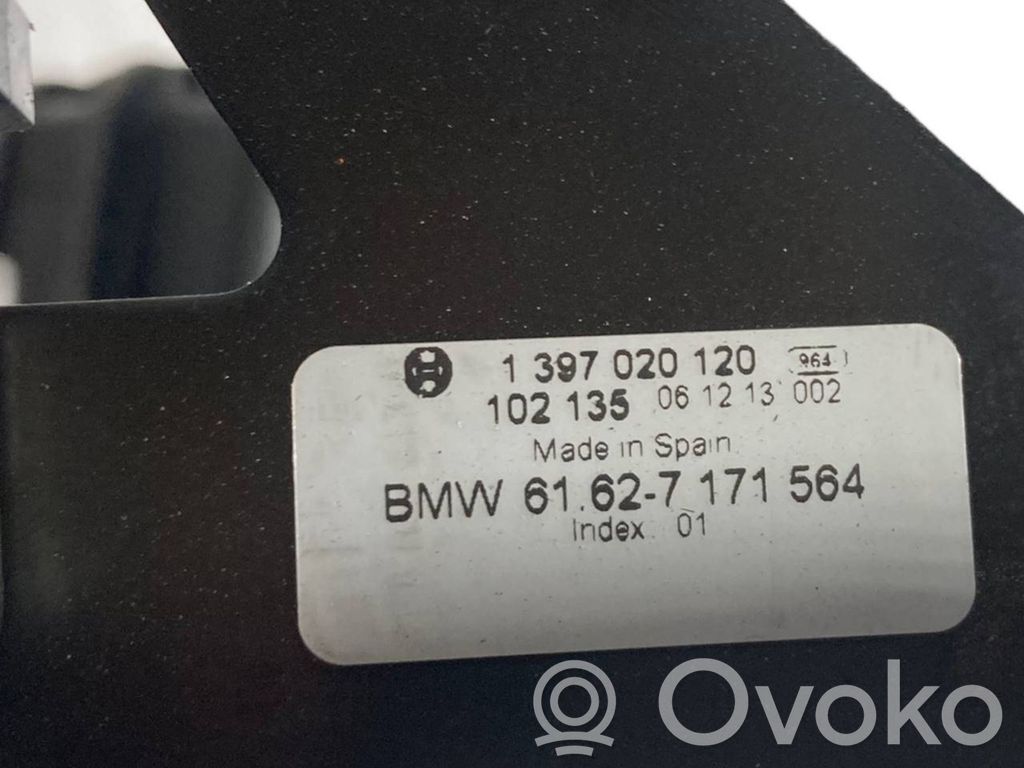 1 397 020 120 964
102 135 06 12 13 002
Made in Spain
BMW 61.62-7 171 564
Index 01
Ovoko